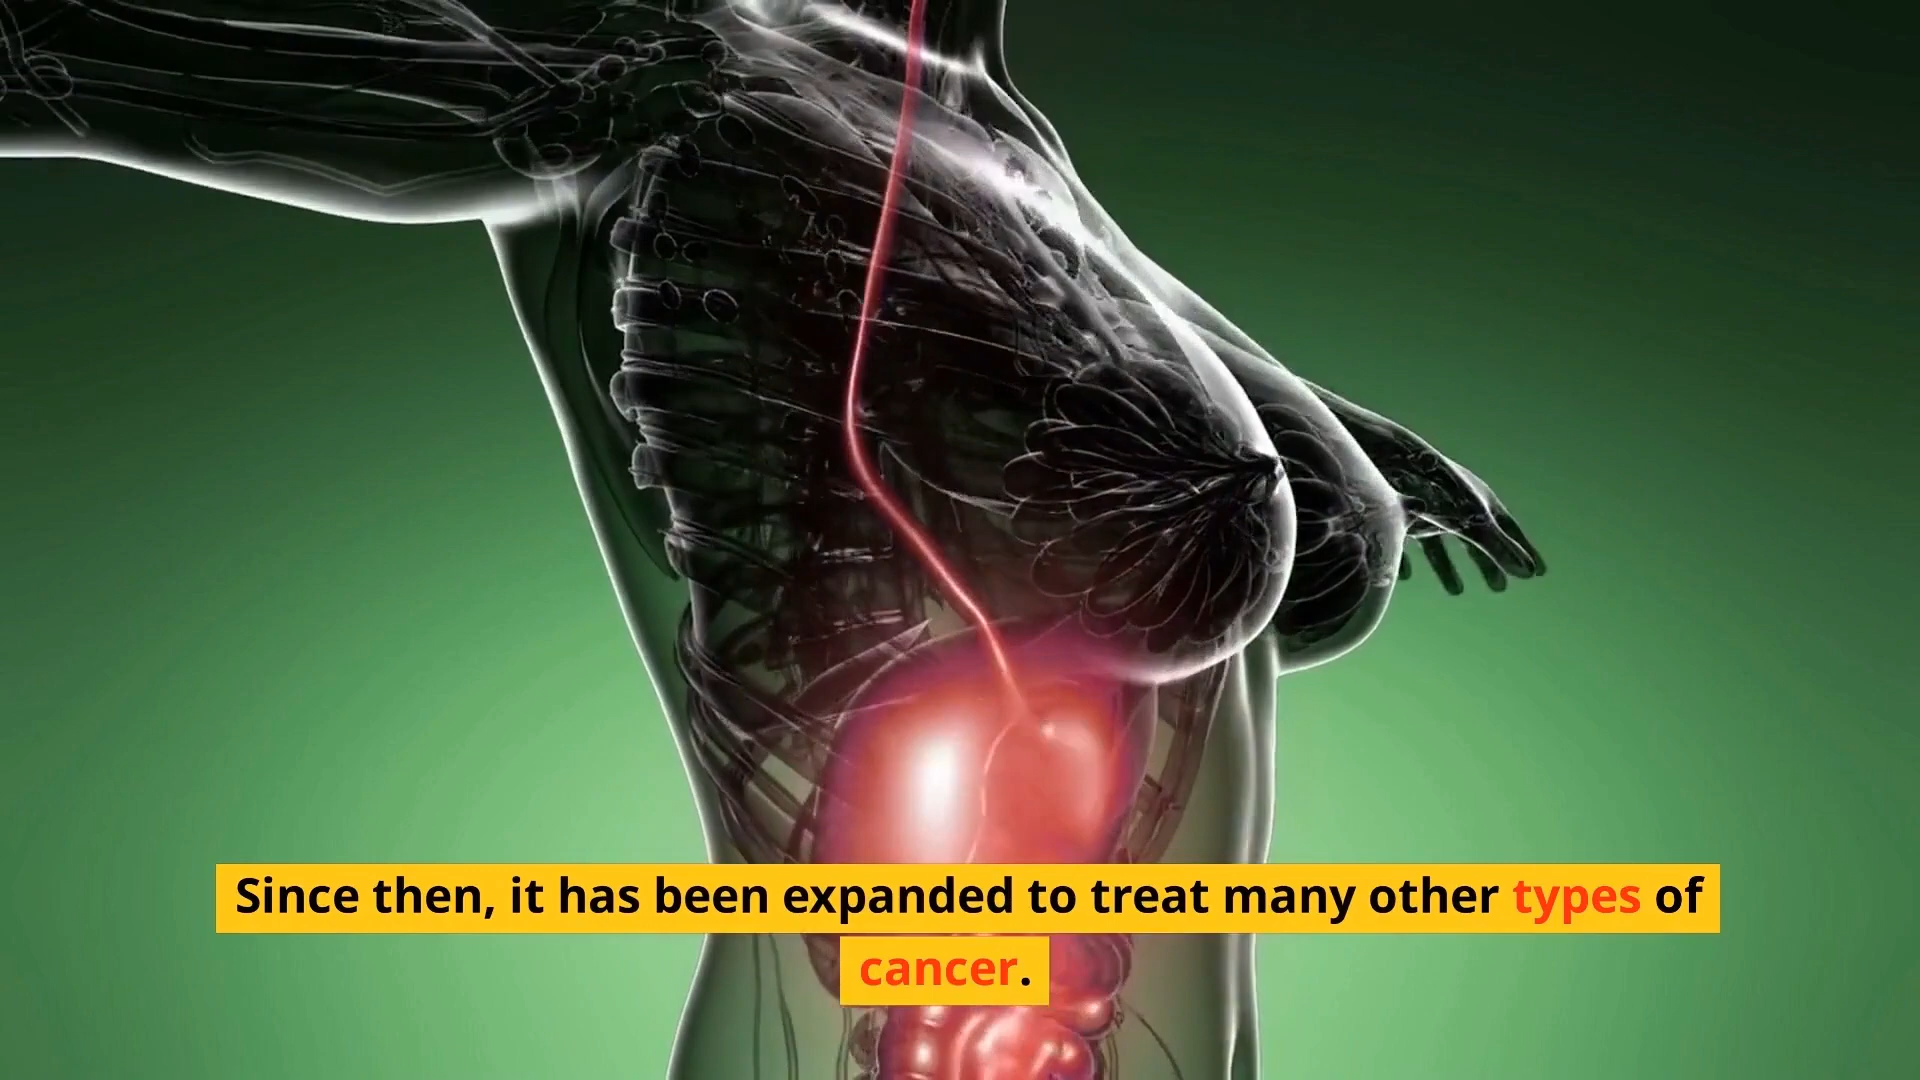 Since then, it has been expanded to treat many other types of
cancer.